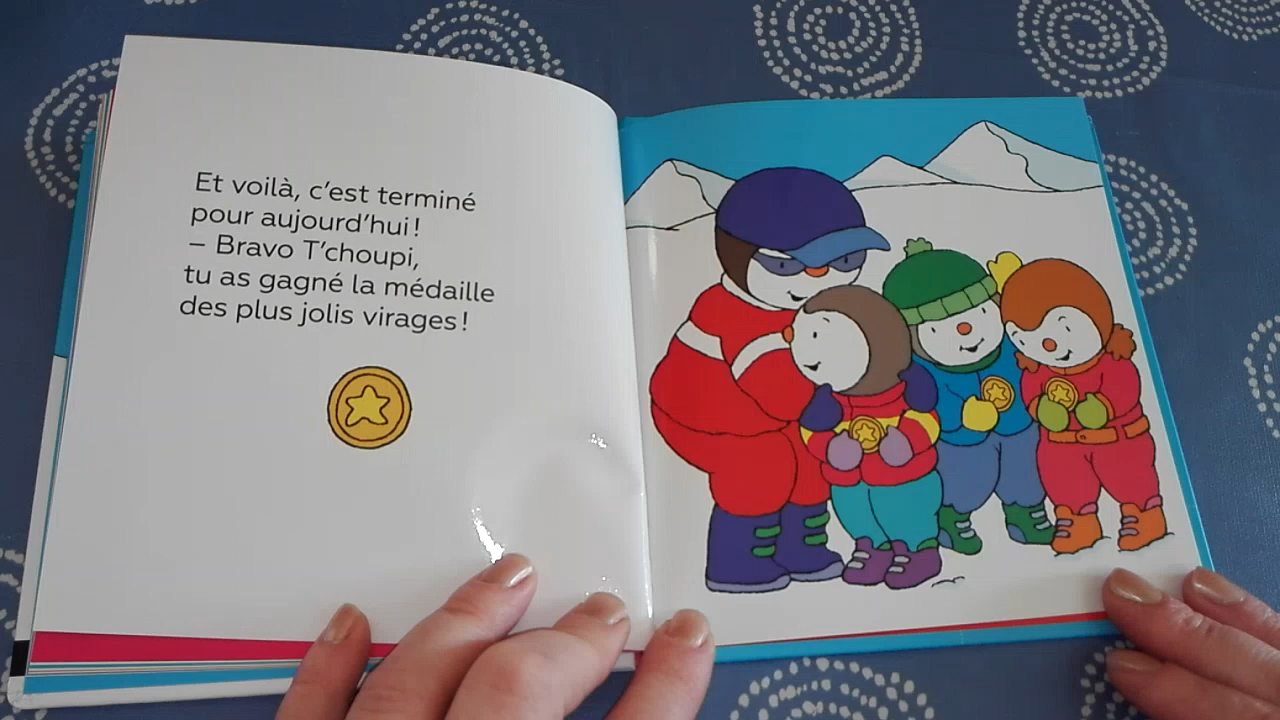 Et voilà, c'est terminé
pour aujourd'hui !
– Bravo T'choupi,
tu as gagné la médaille
des plus jolis virages !